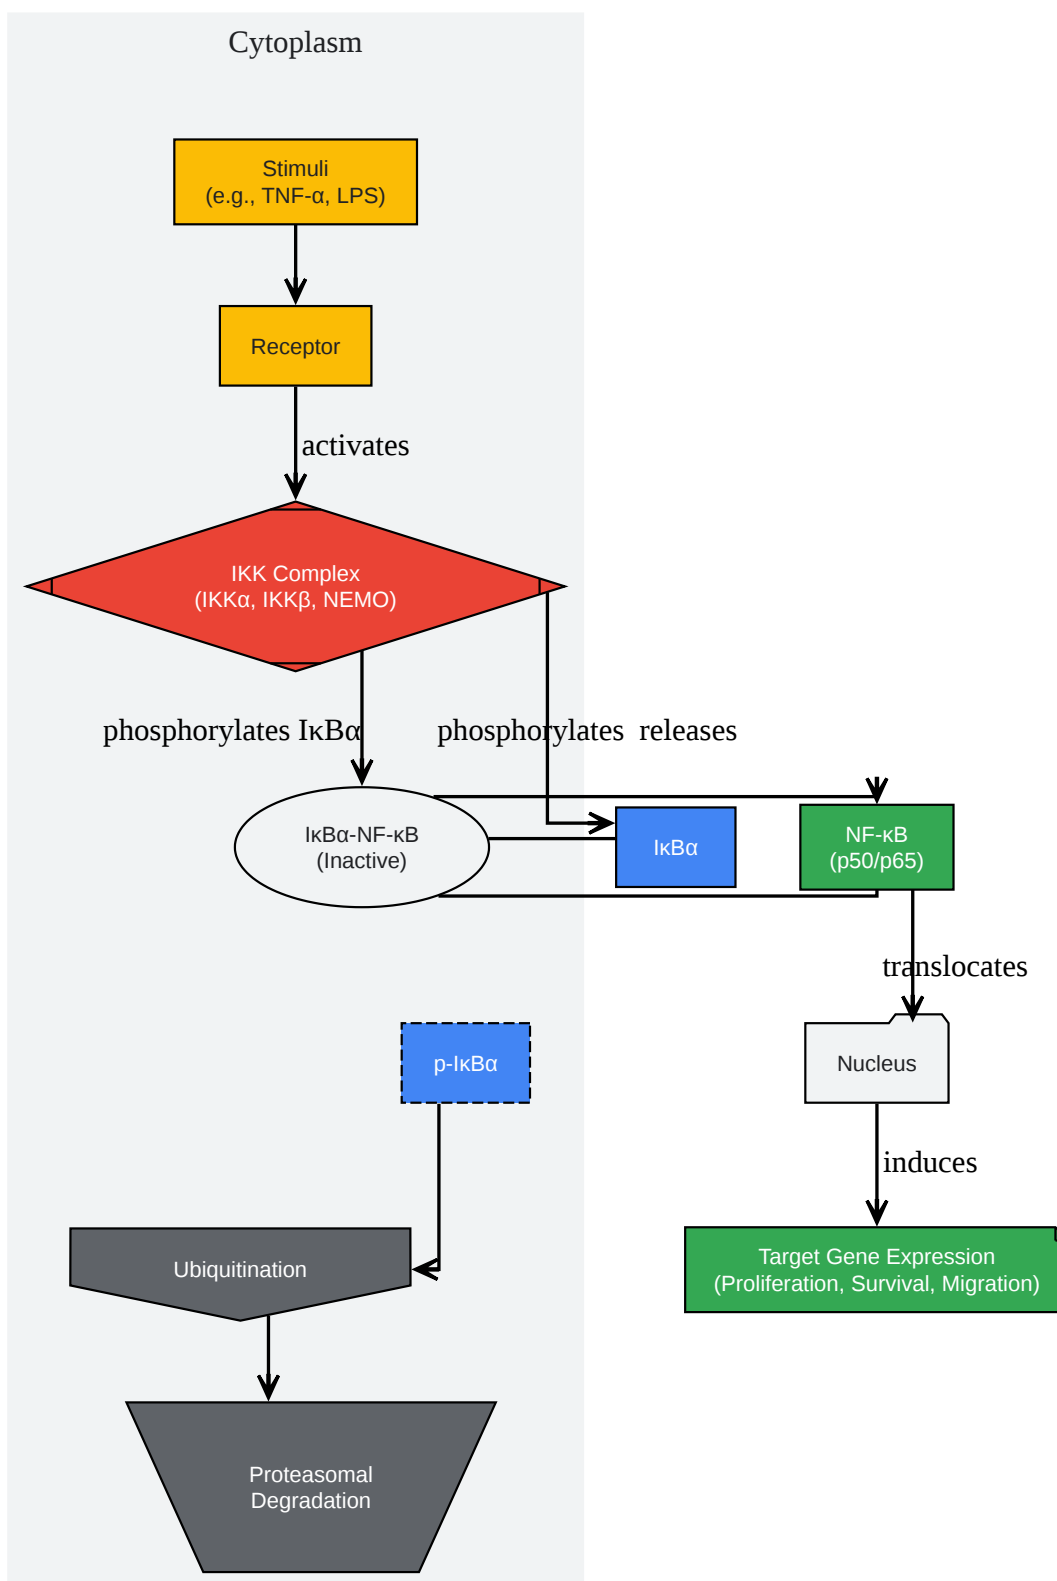 Cytoplasm
Stimuli
(e.g., TNF-α, LPS)
Receptor
activates
IKK Complex
(IKKα, IKKβ, NEMO)
phosphorylates IκBα
phosphorylates
releases
IκBα-NF-κB
(Inactive)
IκBα
NF-κB
(p50/p65)
translocates
p-IκBα
Nucleus
induces
Ubiquitination
Target Gene Expression
(Proliferation, Survival, Migration)
Proteasomal
Degradation